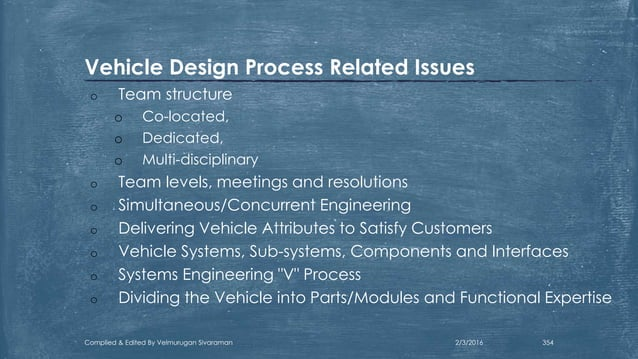 Vehicle Design Process Related Issues
o Team structure
o Co-located,
o Dedicated,
o Multi-disciplinary
o Team levels, meetings and resolutions
o Simultaneous/Concurrent Engineering
o Delivering Vehicle Attributes to Satisfy Customers
o Vehicle Systems, Sub-systems, Components and Interfaces
o Systems Engineering "V" Process
o Dividing the Vehicle into Parts/Modules and Functional Expertise
Complied & Edited By Velmurugan Sivaraman 2/3/2016 354